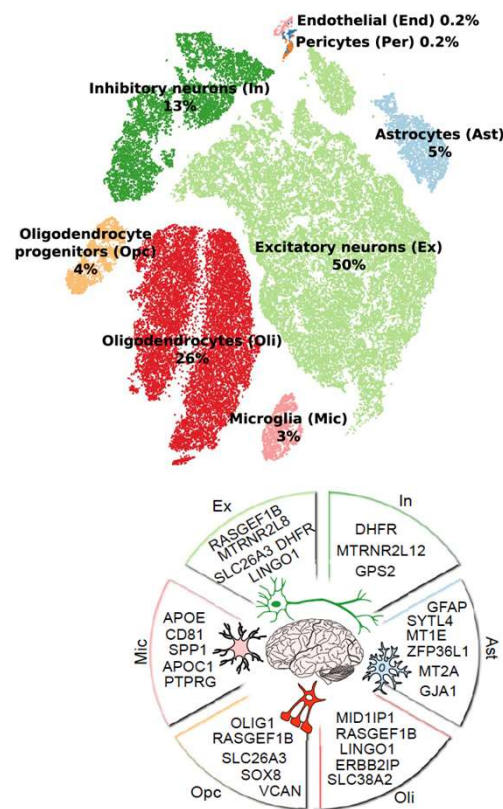 Endothelial (End) 0.2%
Pericytes (Per) 0.2%
Inhibitory neurons (In)
13%
Astrocytes (Ast)
5%
Oligodendrocyte
progenitors (Opc)
4%
Excitatory neurons (Ex)
50%
Oligodendrocytes (Oli)
26%
Microglia (Mic)
3%
Ex
RASGEF1B
MTRNR2L8
SLC26A3 DHFR
LINGO1
In
DHFR
MTRNR2L12
GPS2
Mic
APOE
CD81
SPP1
APOC1
PTPRG
Ast
GFAP
SYTL4
MT1E
ZFP36L1
MT2A
GJA1
Opc
OLIG1
RASGEF1B
SLC26A3
SOX8
VCAN
Oli
MID1IP1
RASGEF1B
LINGO1
ERBB2IP
SLC38A2